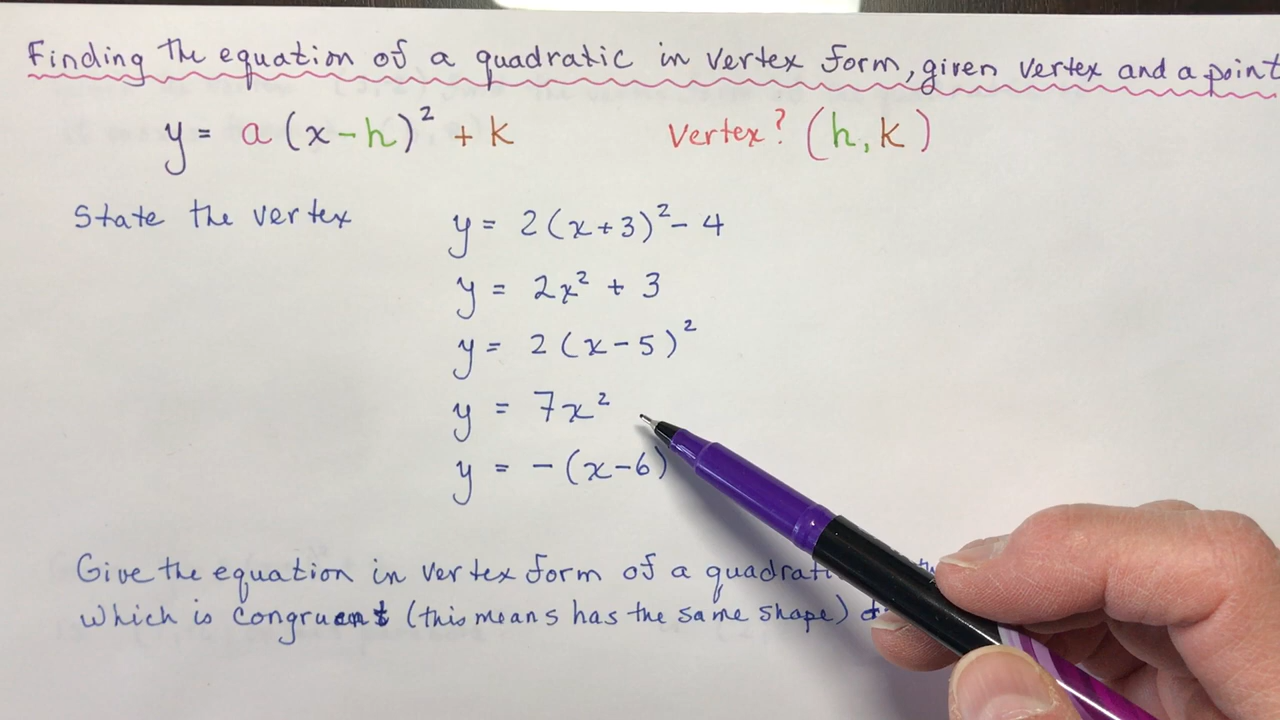 Finding the equation of a quadratic in vertex form, given vertex and a point
y = a(x-h)² + k Vertex? (h, k)
State the vertex y = 2(x+3)² - 4
y = 2x² + 3
y = 2(x-5)²
y = 7x²
y = -(x-6)
Give the equation in vertex form of a
which is congruent (this means has the same shape)